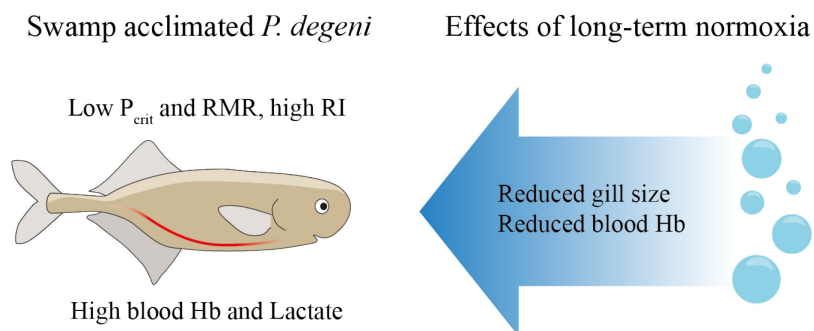 Swamp acclimated P. degeni
Effects of long-term normoxia
Low Pcrit and RMR, high RI
Reduced gill size
Reduced blood Hb
High blood Hb and Lactate